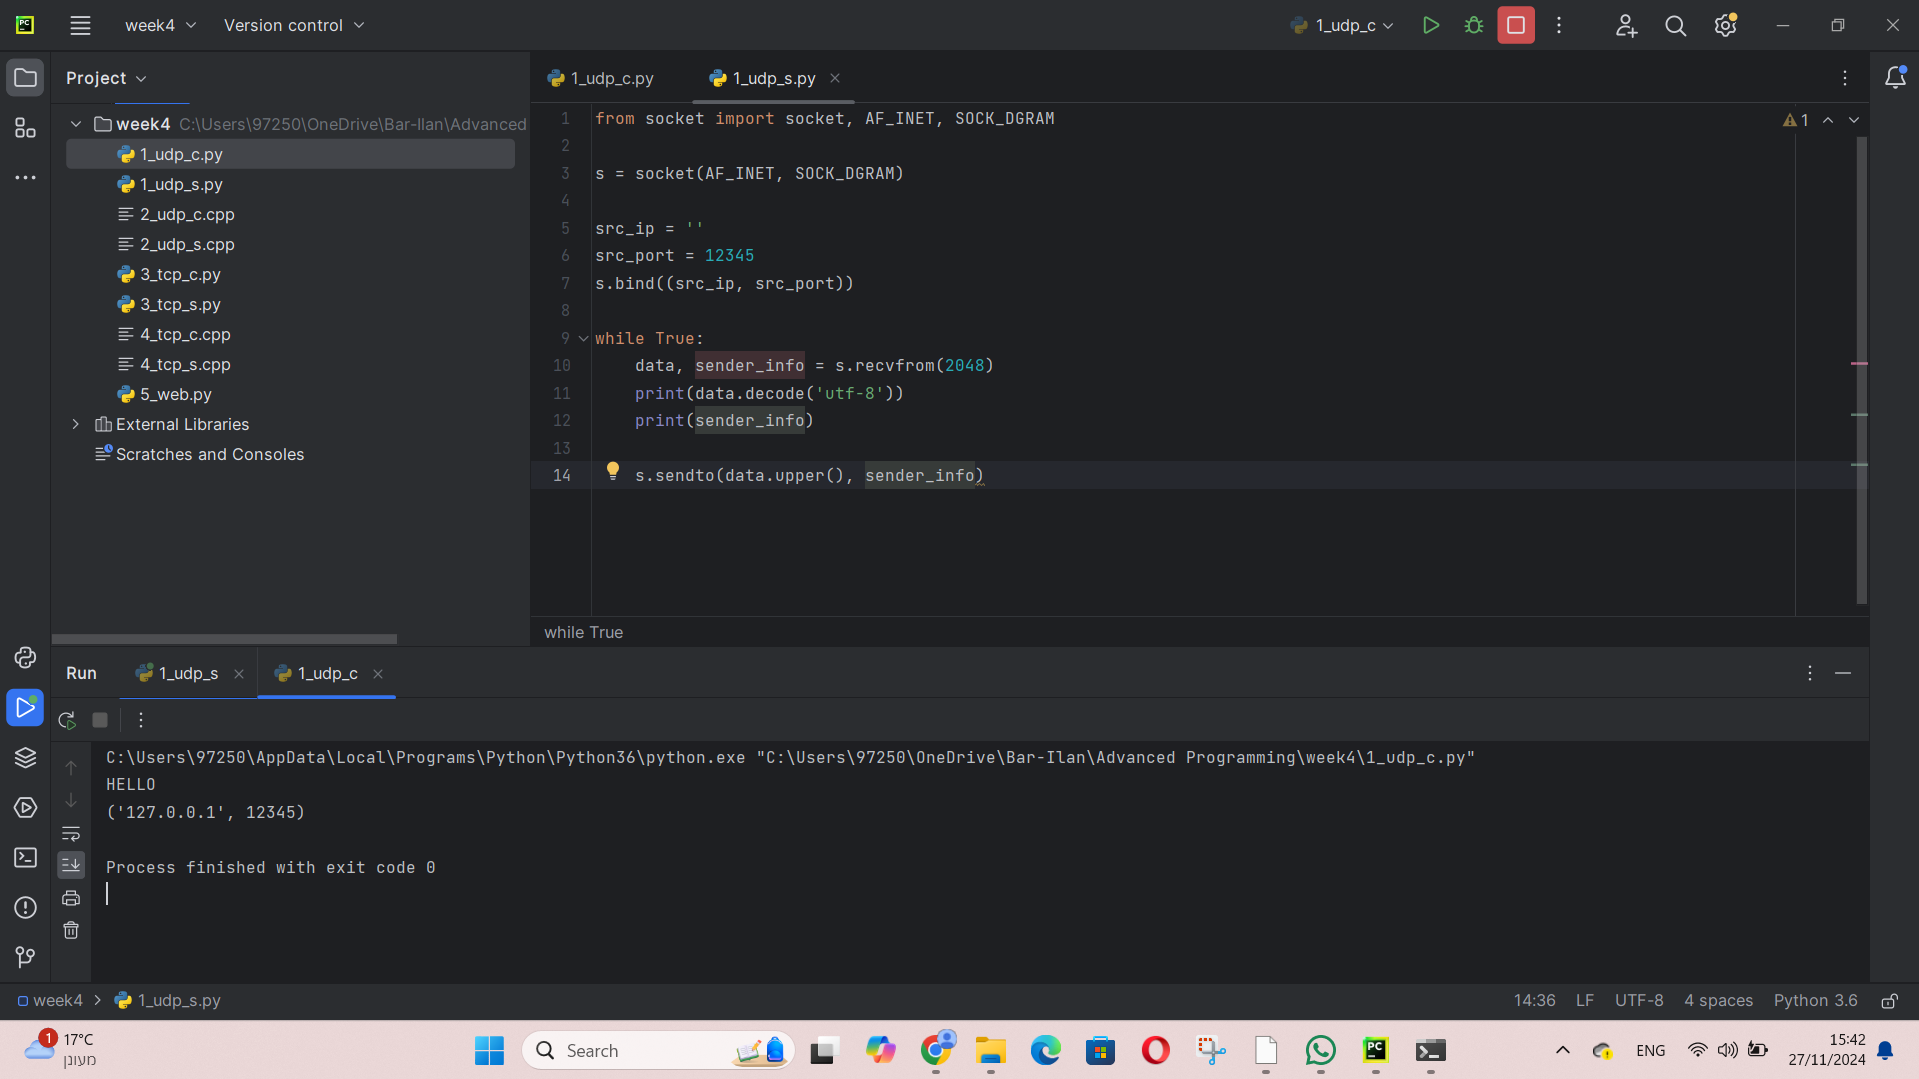 week4
Version control
1_udp_c
Project
1_udp_c.py
1_udp_s.py
week4 C:\Users\97250\OneDrive\Bar-Ilan\Advanced
1_udp_c.py
1_udp_s.py
2_udp_c.cpp
2_udp_s.cpp
3_tcp_c.py
3_tcp_s.py
4_tcp_c.cpp
4_tcp_s.cpp
5_web.py
External Libraries
Scratches and Consoles
1 from socket import socket, AF_INET, SOCK_DGRAM
1
2
3 s = socket(AF_INET, SOCK_DGRAM)
4
5 src_ip = ''
6 src_port = 12345
7 s.bind((src_ip, src_port))
8
9 while True:
10 data, sender_info = s.recvfrom(2048)
11 print(data.decode('utf-8'))
12 print(sender_info)
13
14 s.sendto(data.upper(), sender_info)
while True
Run
1_udp_s
1_udp_c
C:\Users\97250\AppData\Local\Programs\Python\Python36\python.exe "C:\Users\97250\OneDrive\Bar-Ilan\Advanced Programming\week4\1_udp_c.py"
HELLO
('127.0.0.1', 12345)
Process finished with exit code 0
week4 > 1_udp_s.py
14:36 LF UTF-8 4 spaces Python 3.6
1
17°C
מעונן
Search
PC
ENG
15:42
27/11/2024